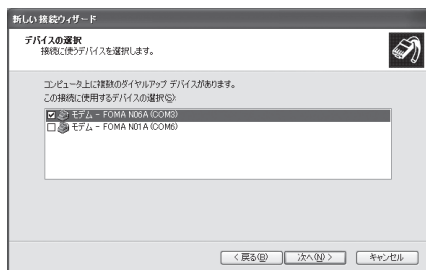 新しい接続ウィザード
デバイスの選択
接続に使うデバイスを選択します。
コンピュータ上に複数のダイヤルアップ デバイスがあります。
この接続に使用するデバイスの選択(S):
モデム - FOMA N06A (COM3)
モデム - FOMA N01A (COM6)
< 戻る(B)
次へ(N) >
キャンセル